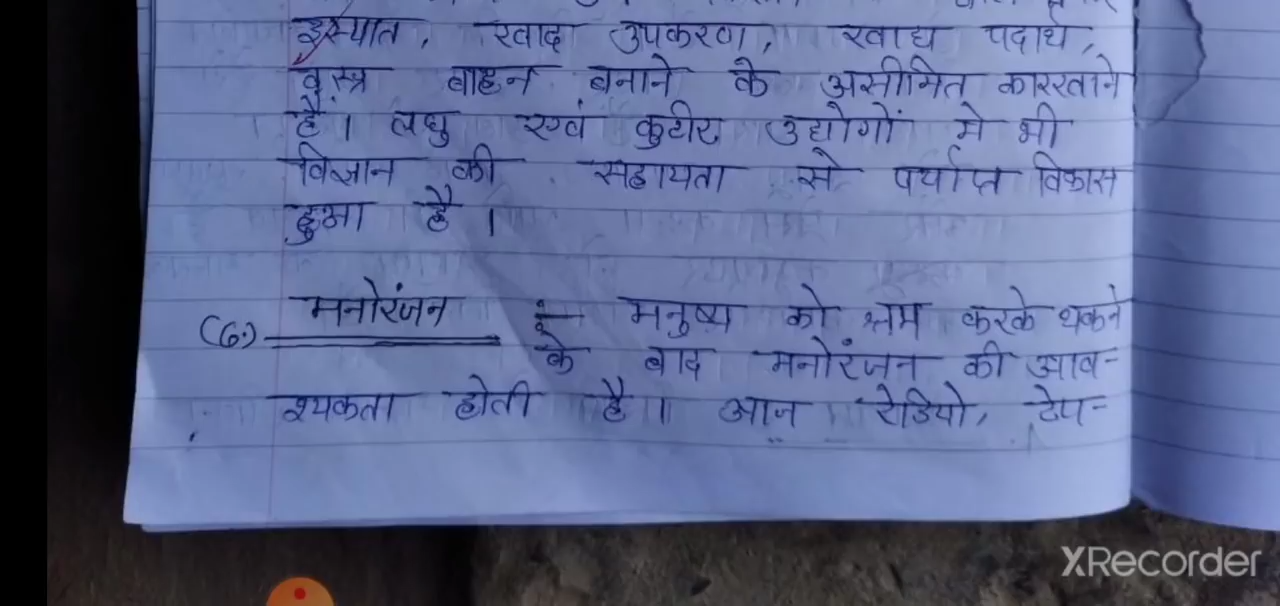 इस्पात, खाद उपकरण, खाद्य पदार्थ,
वस्त्र वाहन बनाने के असीमित कारखाने
है। लघु एवं कुटीर उद्योगों मे भी
विज्ञान की सहायता से पर्याप्त विकास
हुआ है।
(6.) मनोरंजन :- मनुष्य को श्रम करके थकने
के बाद मनोरंजन की आव-
श्यकता होती है॥ आज रेडियो, टेप-
XRecorder